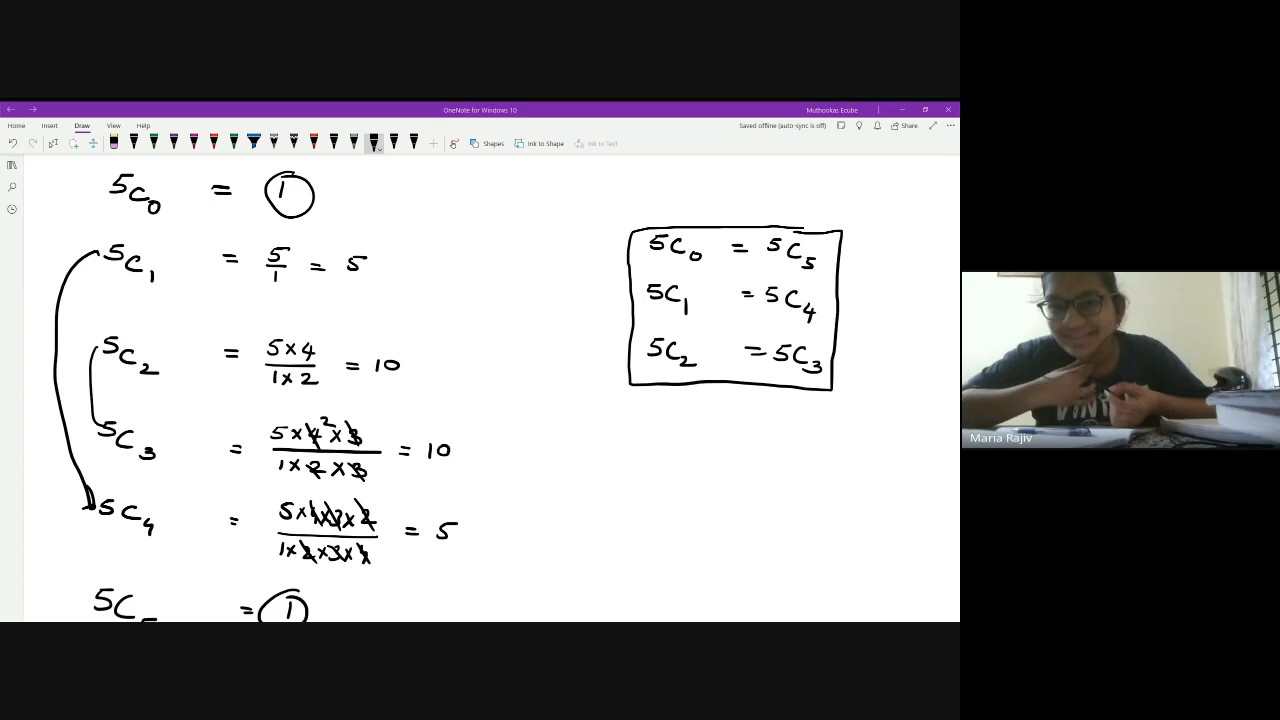 OneNote for Windows 10
Muthookas Ecube
Home Insert Draw View Help
Saved offline (auto-sync is off) Share
Shapes Ink to Shape Ink to Text
5C0 = 1
5C1 = 5/1 = 5
5C2 = 5×4/1×2 = 10
5C3 = 5×4²×3/1×2×3 = 10
5C4 = 5×4×3×2/1×2×3×4 = 5
5C5 = 1
5C0 = 5C5
5C1 = 5C4
5C2 = 5C3
VINT
Maria Rajiv